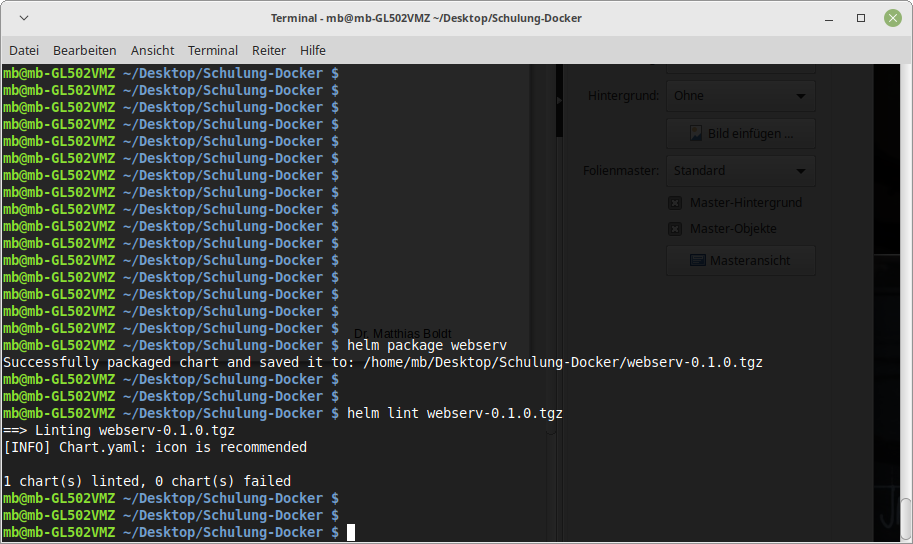 Terminal - mb@mb-GL502VMZ ~/Desktop/Schulung-Docker
Datei Bearbeiten Ansicht Terminal Reiter Hilfe
mb@mb-GL502VMZ ~/Desktop/Schulung-Docker $
mb@mb-GL502VMZ ~/Desktop/Schulung-Docker $
Hintergrund: Ohne
mb@mb-GL502VMZ ~/Desktop/Schulung-Docker $
mb@mb-GL502VMZ ~/Desktop/Schulung-Docker $
Bild einfügen ...
mb@mb-GL502VMZ ~/Desktop/Schulung-Docker $
mb@mb-GL502VMZ ~/Desktop/Schulung-Docker $
Folienmaster: Standard
mb@mb-GL502VMZ ~/Desktop/Schulung-Docker $
mb@mb-GL502VMZ ~/Desktop/Schulung-Docker $
Master-Hintergrund
mb@mb-GL502VMZ ~/Desktop/Schulung-Docker $
Master-Objekte
mb@mb-GL502VMZ ~/Desktop/Schulung-Docker $
mb@mb-GL502VMZ ~/Desktop/Schulung-Docker $
Masteransicht
mb@mb-GL502VMZ ~/Desktop/Schulung-Docker $
mb@mb-GL502VMZ ~/Desktop/Schulung-Docker $
mb@mb-GL502VMZ ~/Desktop/Schulung-Docker $
mb@mb-GL502VMZ ~/Desktop/Schulung-Docker $
mb@mb-GL502VMZ ~/Desktop/Schulung-Docker $
Dr. Matthias Boldt
mb@mb-GL502VMZ ~/Desktop/Schulung-Docker $ helm package webserv
Successfully packaged chart and saved it to: /home/mb/Desktop/Schulung-Docker/webserv-0.1.0.tgz
mb@mb-GL502VMZ ~/Desktop/Schulung-Docker $
mb@mb-GL502VMZ ~/Desktop/Schulung-Docker $
mb@mb-GL502VMZ ~/Desktop/Schulung-Docker $ helm lint webserv-0.1.0.tgz
==> Linting webserv-0.1.0.tgz
[INFO] Chart.yaml: icon is recommended
1 chart(s) linted, 0 chart(s) failed
mb@mb-GL502VMZ ~/Desktop/Schulung-Docker $
mb@mb-GL502VMZ ~/Desktop/Schulung-Docker $
mb@mb-GL502VMZ ~/Desktop/Schulung-Docker $